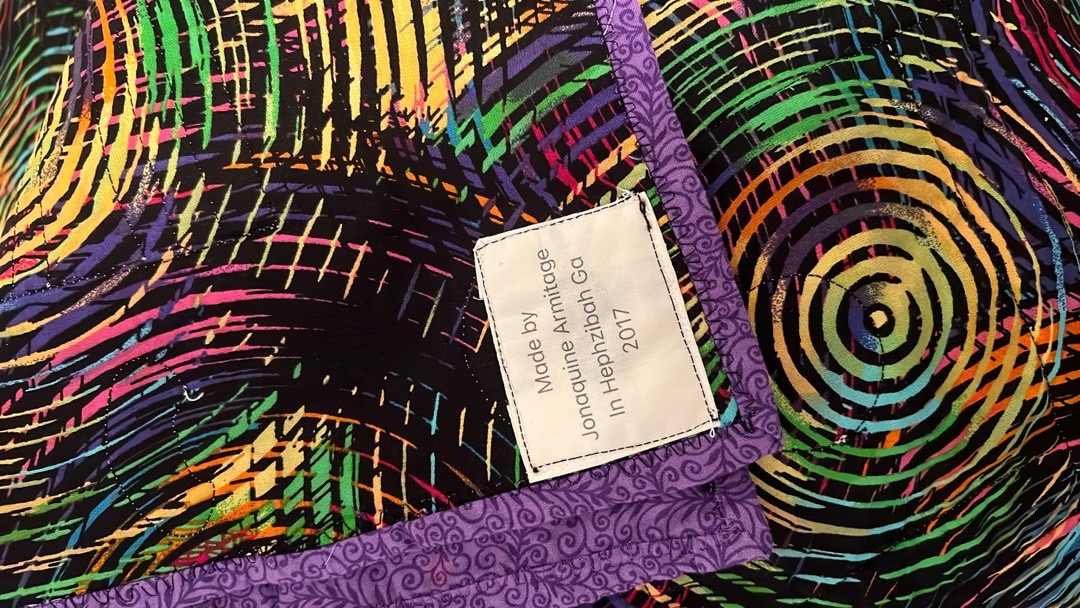 Made by
Jonaquine Armitage
In Hephzibah Ga
2017